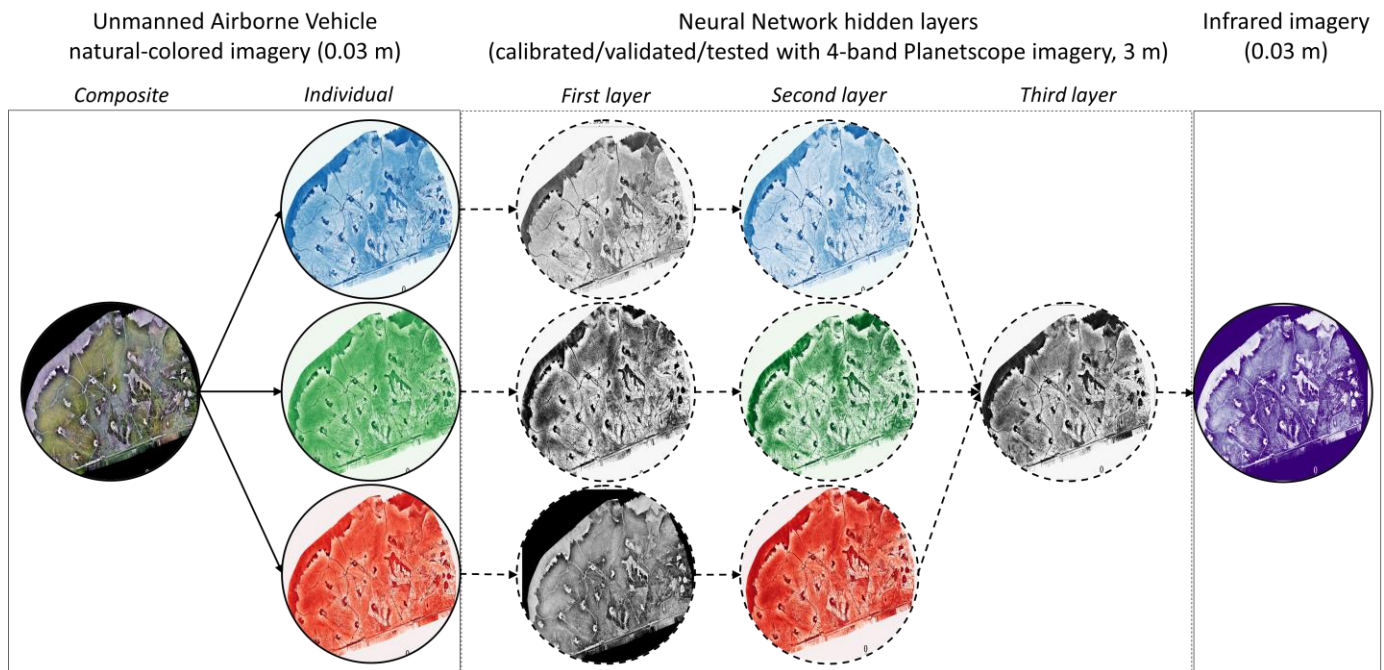 Unmanned Airborne Vehicle
natural-colored imagery (0.03 m)
Neural Network hidden layers
(calibrated/validated/tested with 4-band Planetscope imagery, 3 m)
Infrared imagery
(0.03 m)
Composite
Individual
First layer
Second layer
Third layer